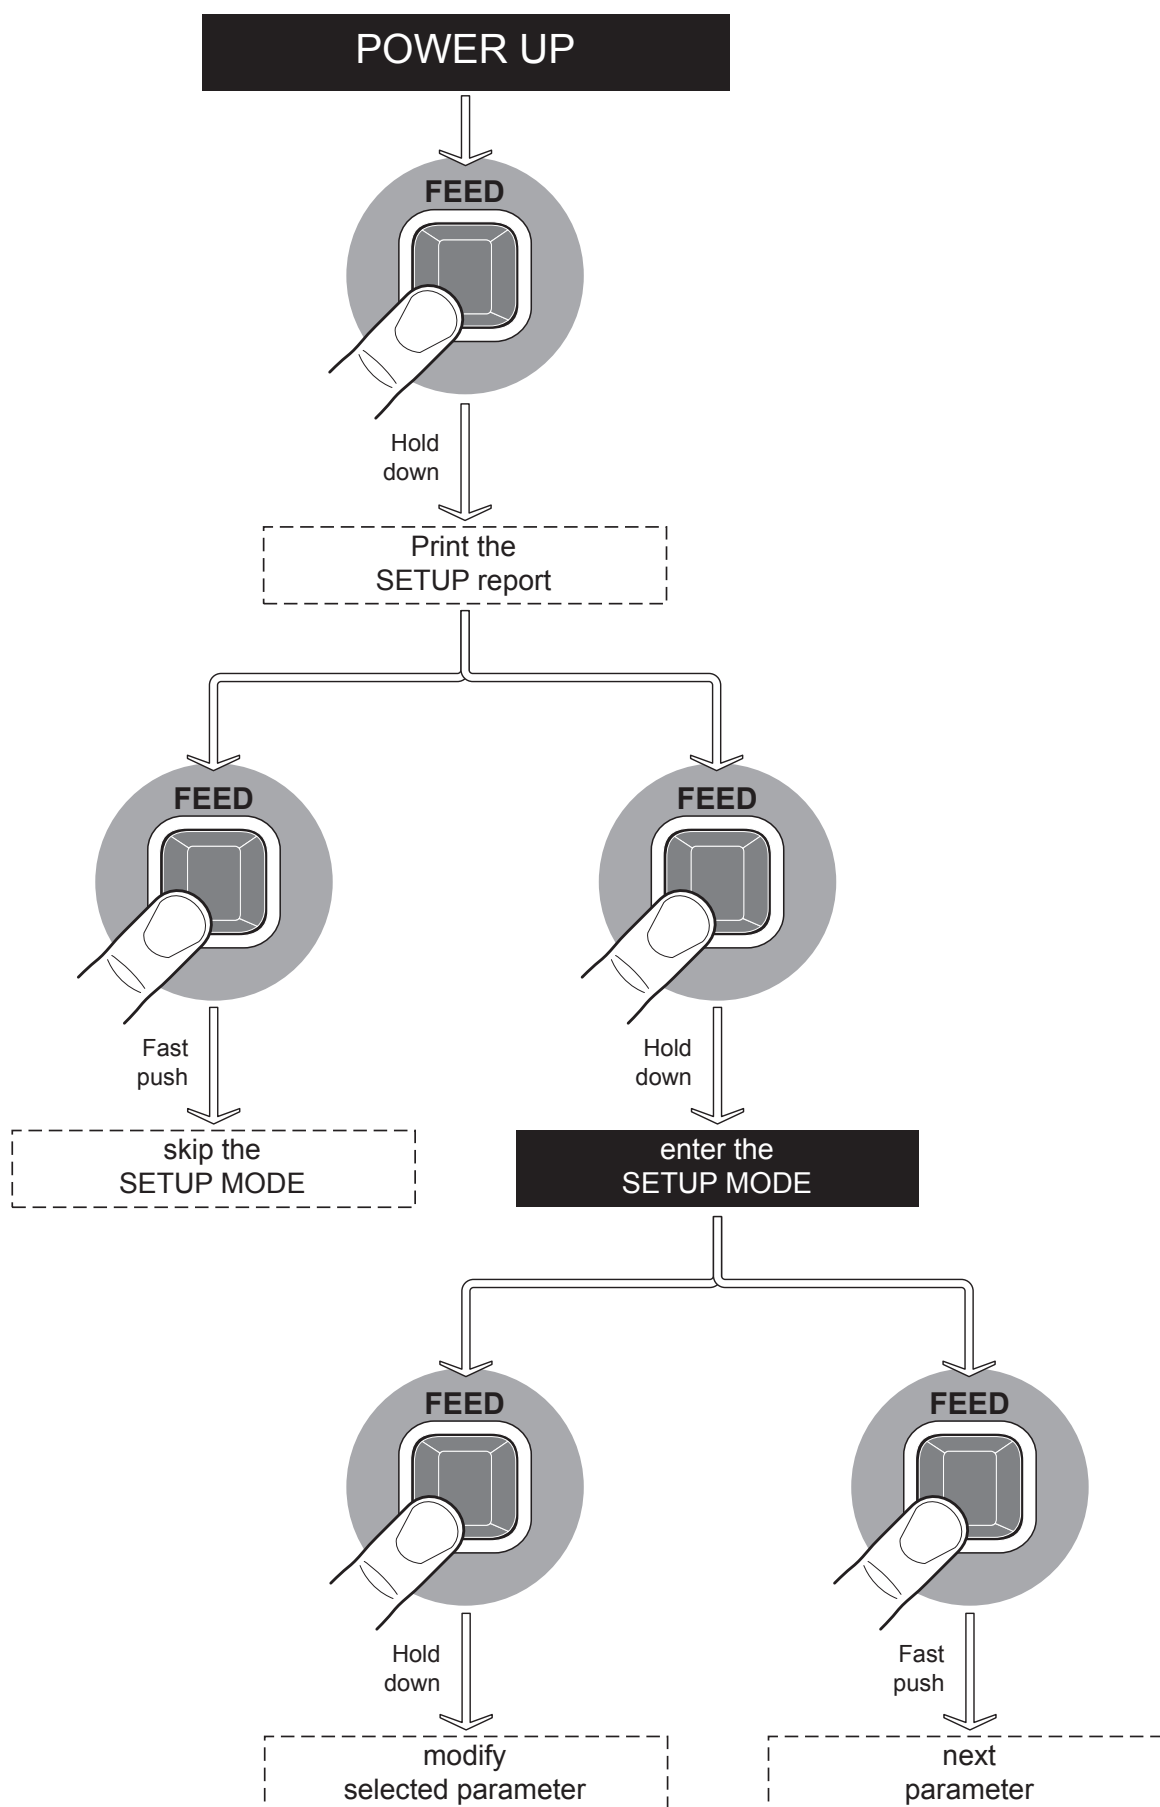 POWER UP
FEED
Hold
down
Print the
SETUP report
FEED
FEED
Fast
push
Hold
down
skip the
SETUP MODE
enter the
SETUP MODE
FEED
FEED
Hold
down
Fast
push
modify
selected parameter
next
parameter